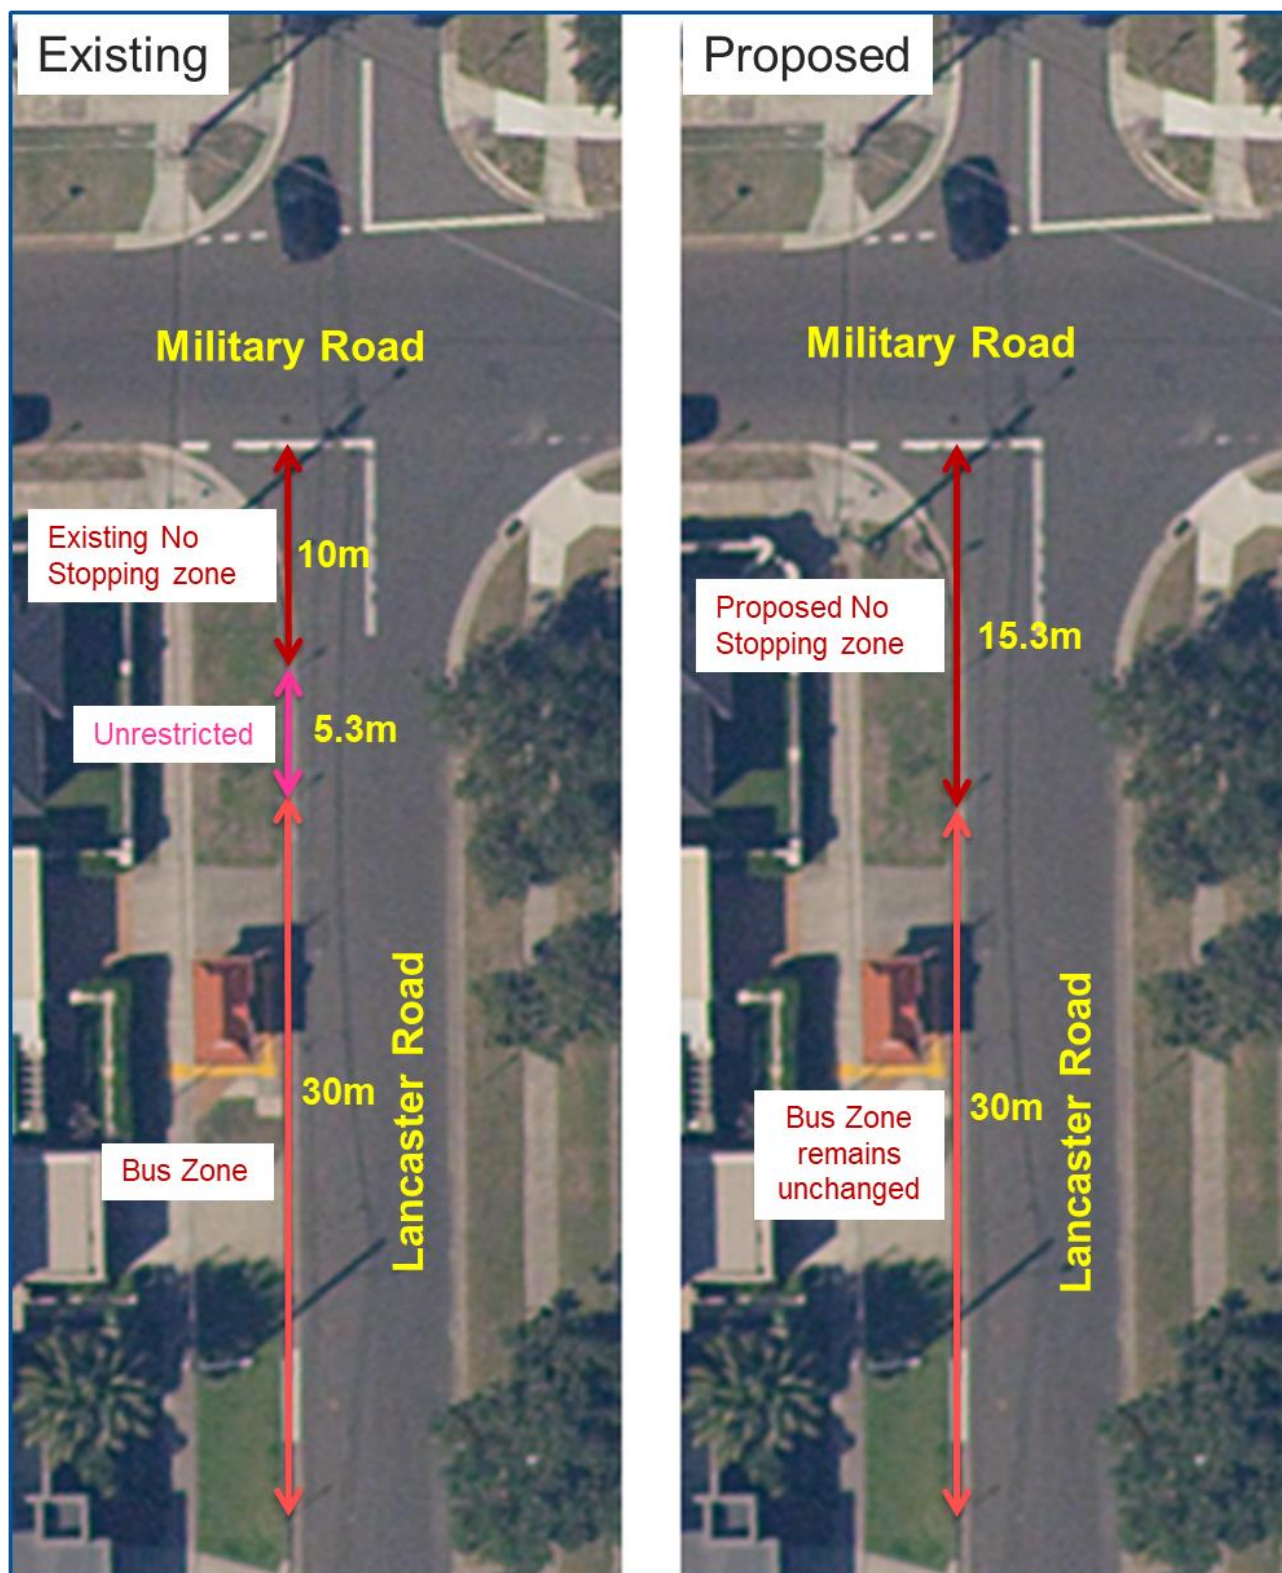 Existing
Military Road
Existing No
Stopping zone
10m
Unrestricted
5.3m
30m
Bus Zone
Lancaster Road
Proposed
Military Road
Proposed No
Stopping zone
15.3m
30m
Bus Zone
remains
unchanged
Lancaster Road